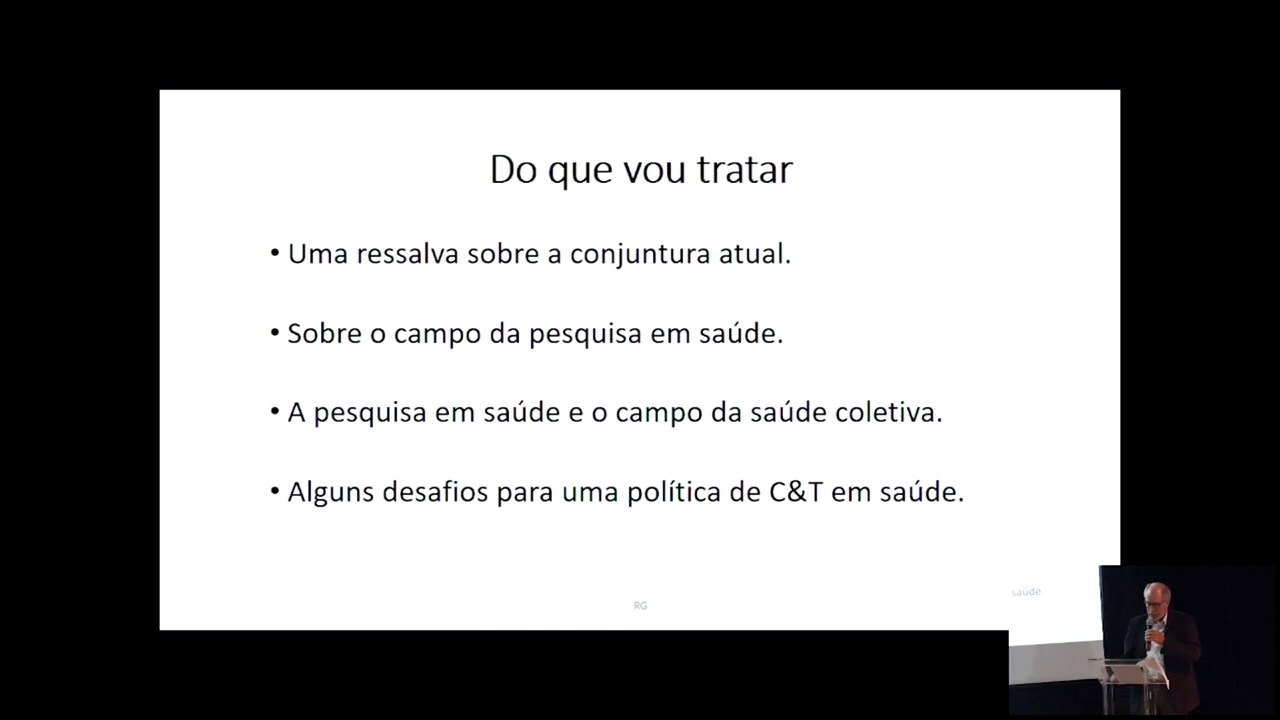 Do que vou tratar
• Uma ressalva sobre a conjuntura atual.
• Sobre o campo da pesquisa em saúde.
• A pesquisa em saúde e o campo da saúde coletiva.
• Alguns desafios para uma política de C&T em saúde.
RG
saúde.